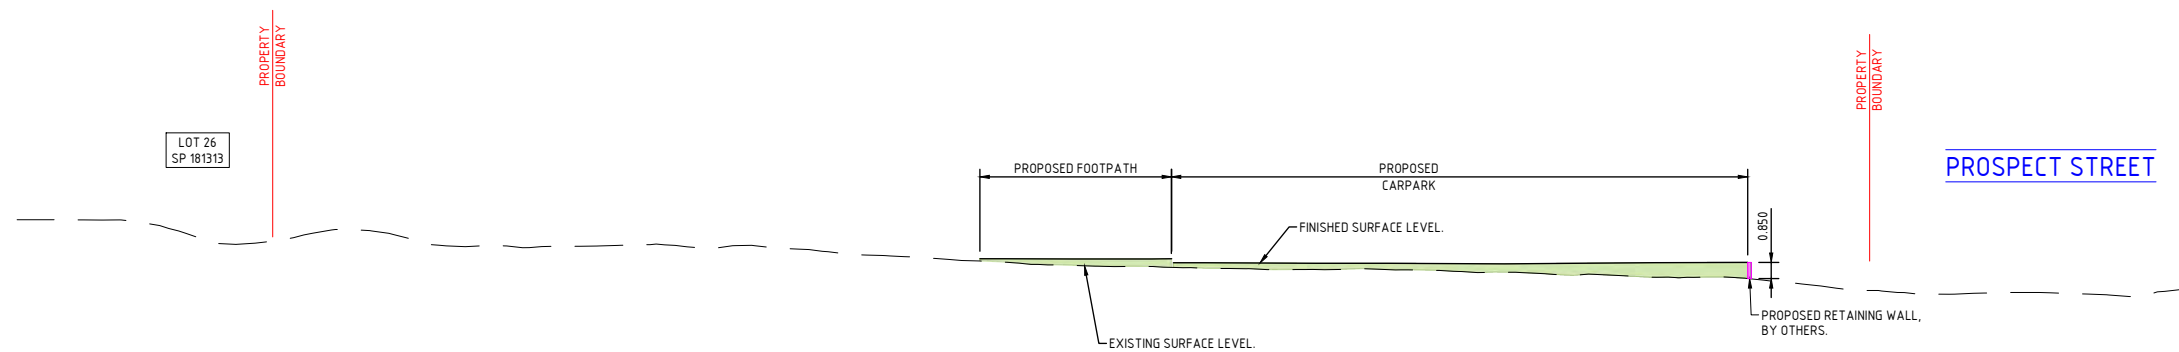 PROPERTY
BOUNDARY
LOT 26
SP 181313
PROPOSED FOOTPATH
PROPOSED
CARPARK
FINISHED SURFACE LEVEL.
EXISTING SURFACE LEVEL.
0.850
PROPOSED RETAINING WALL,
BY OTHERS.
PROPERTY
BOUNDARY
PROSPECT STREET